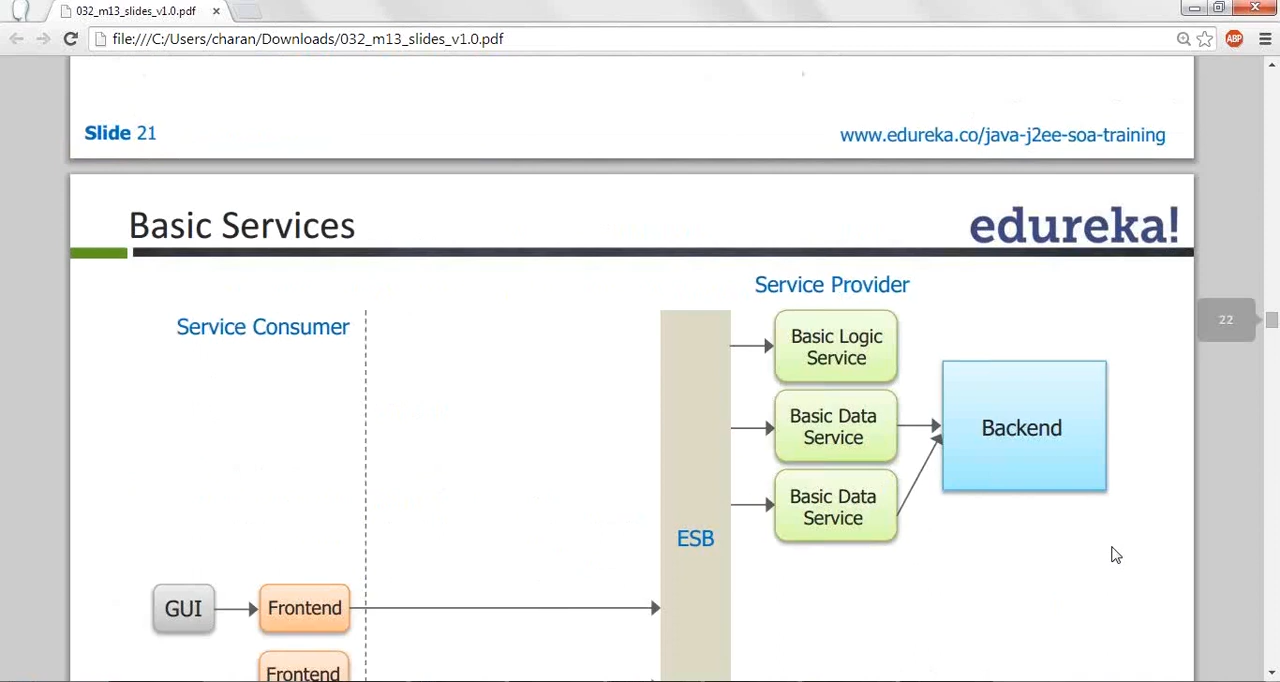 032_m13_slides_v1.0.pdf
file:///C:/Users/charan/Downloads/032_m13_slides_v1.0.pdf
ABP
Slide 21
www.edureka.co/java-j2ee-soa-training
Basic Services
edureka!
Service Provider
Service Consumer
Basic Logic
Service
Basic Data
Service
Backend
Basic Data
Service
ESB
GUI
Frontend
Frontend
22